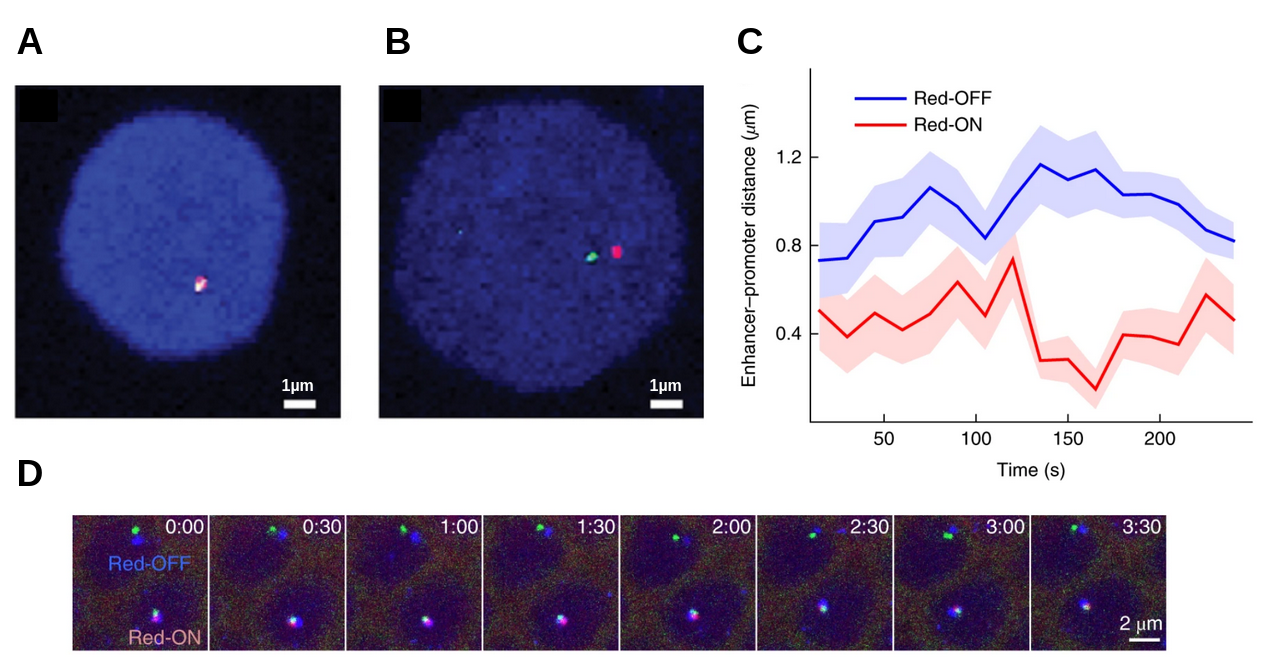 A
B
C
1µm
1µm
Red-OFF
Red-ON
Enhancer–promoter distance (µm)
1.2
0.8
0.4
50
100
150
200
Time (s)
D
0:00
0:30
1:00
1:30
2:00
2:30
3:00
3:30
Red-OFF
Red-ON
2 µm